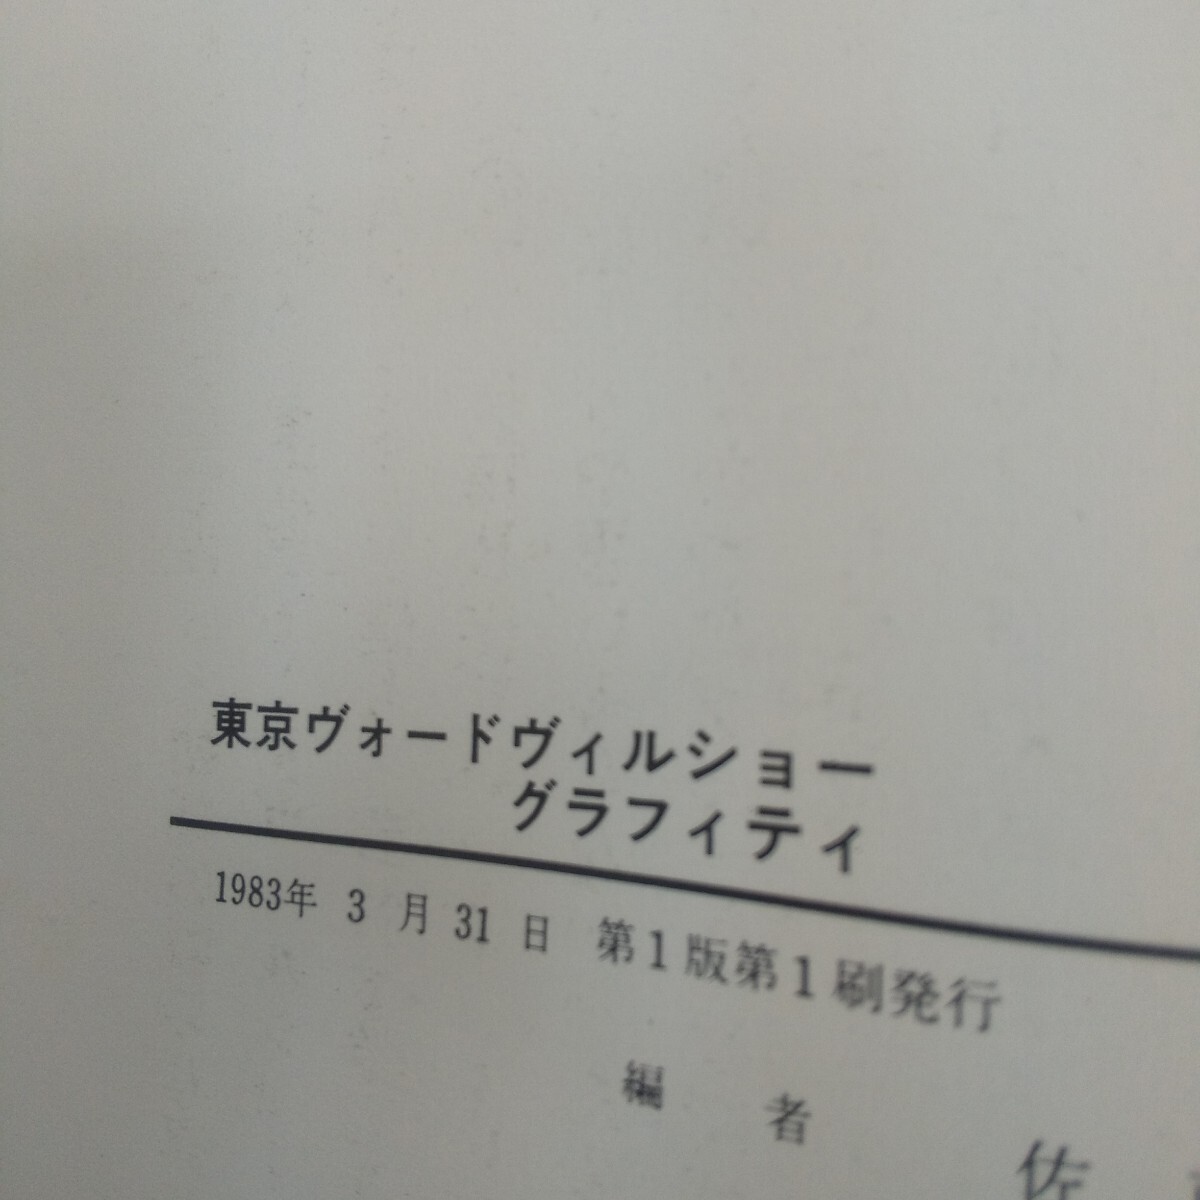 東京ヴォードヴィルショー
グラフィティ
1983年 3 月 31 日 第1版第1刷発行
編 者 佐